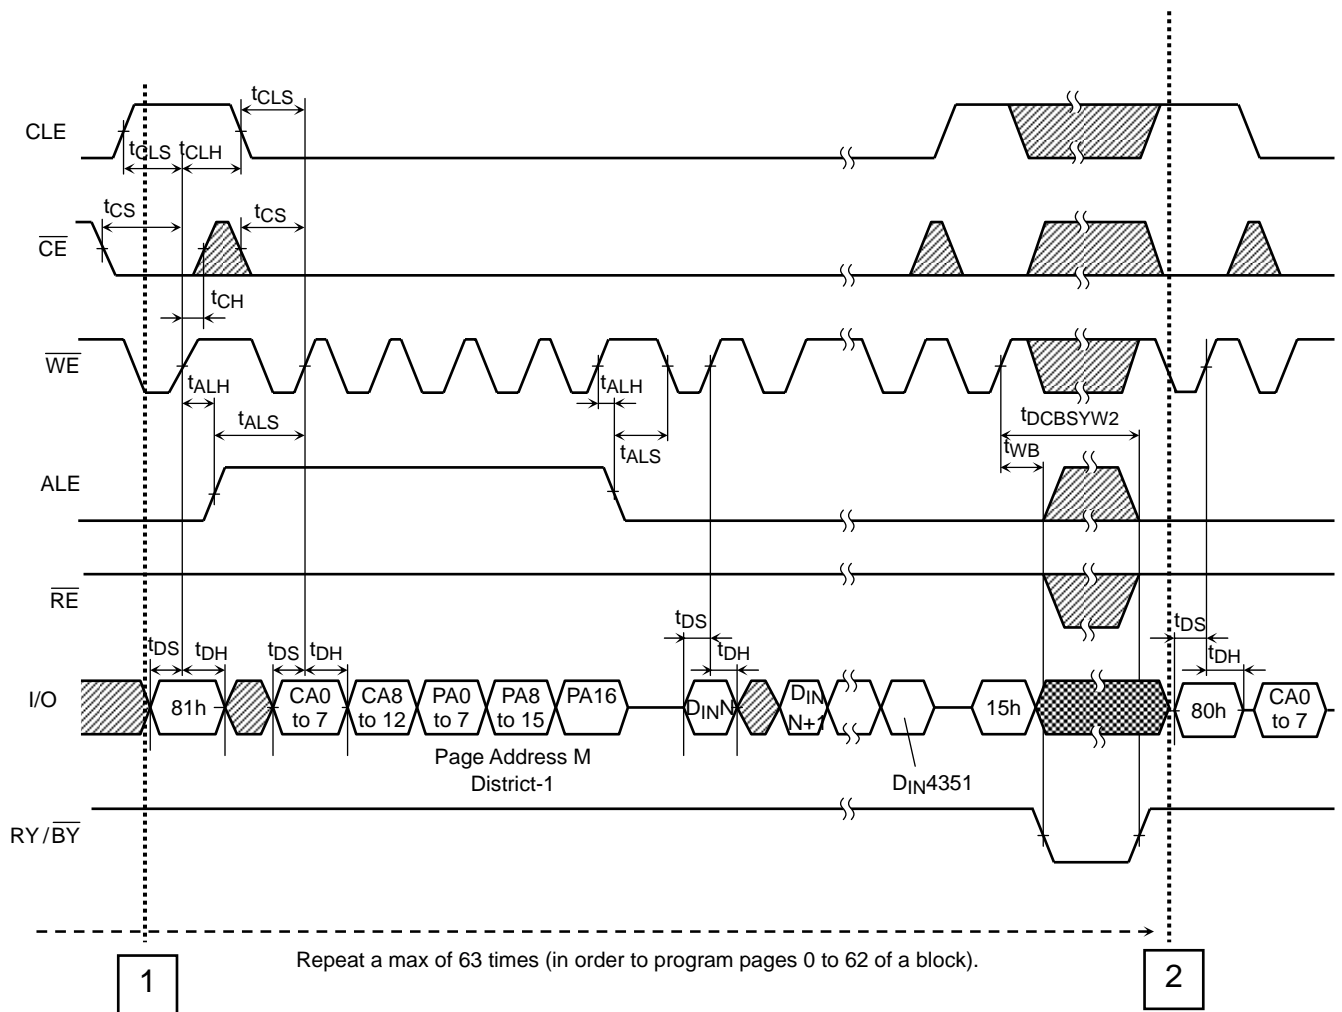 tCLS
CLE
tCLS tCLH
tCS tCS
CE
tCH
WE
tALH tALH
tALS tDCBSYW2
tALS tWB
ALE
RE
tDS tDH tDS tDH tDS tDH tDS tDH
I/O
81h
CA0 to 7
CA8 to 12
PA0 to 7
PA8 to 15
PA16
DINN
DIN N+1
15h
80h
CA0 to 7
Page Address M
District-1
DIN4351
RY/BY
Repeat a max of 63 times (in order to program pages 0 to 62 of a block).
1
2